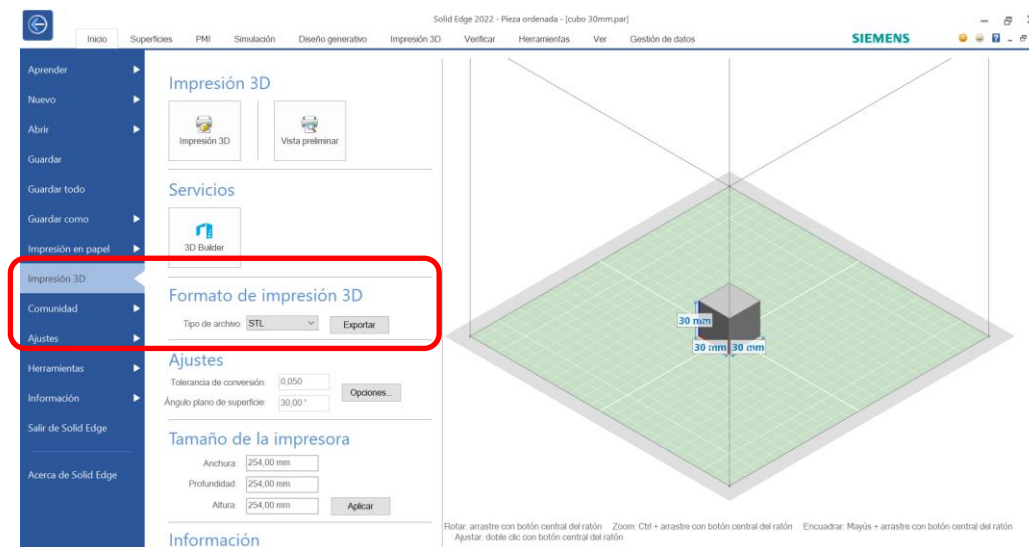 Solid Edge 2022 - Pieza ordenada - [cubo 30mm.par]
Inicio Superficies PMI Simulación Diseño generativo Impresión 3D Verificar Herramientas Ver Gestión de datos SIEMENS
Aprender
Nuevo
Abrir
Guardar
Guardar todo
Guardar como
Impresión en papel
Impresión 3D
Comunidad
Ajustes
Herramientas
Información
Salir de Solid Edge
Acerca de Solid Edge
Impresión 3D
Impresión 3D Vista preliminar
Servicios
3D Builder
Formato de impresión 3D
Tipo de archivo: STL Exportar
Ajustes
Tolerancia de conversión: 0,050
Opciones...
Ángulo plano de superficie: 30,00 °
Tamaño de la impresora
Anchura: 254,00 mm
Profundidad: 254,00 mm
Altura: 254,00 mm Aplicar
Información
30 mm
30 mm 30 mm
Rotar: arrastre con botón central del ratón Zoom: Ctrl + arrastre con botón central del ratón Encuadrar: Mayús + arrastre con botón central del ratón
Ajustar: doble clic con botón central del ratón